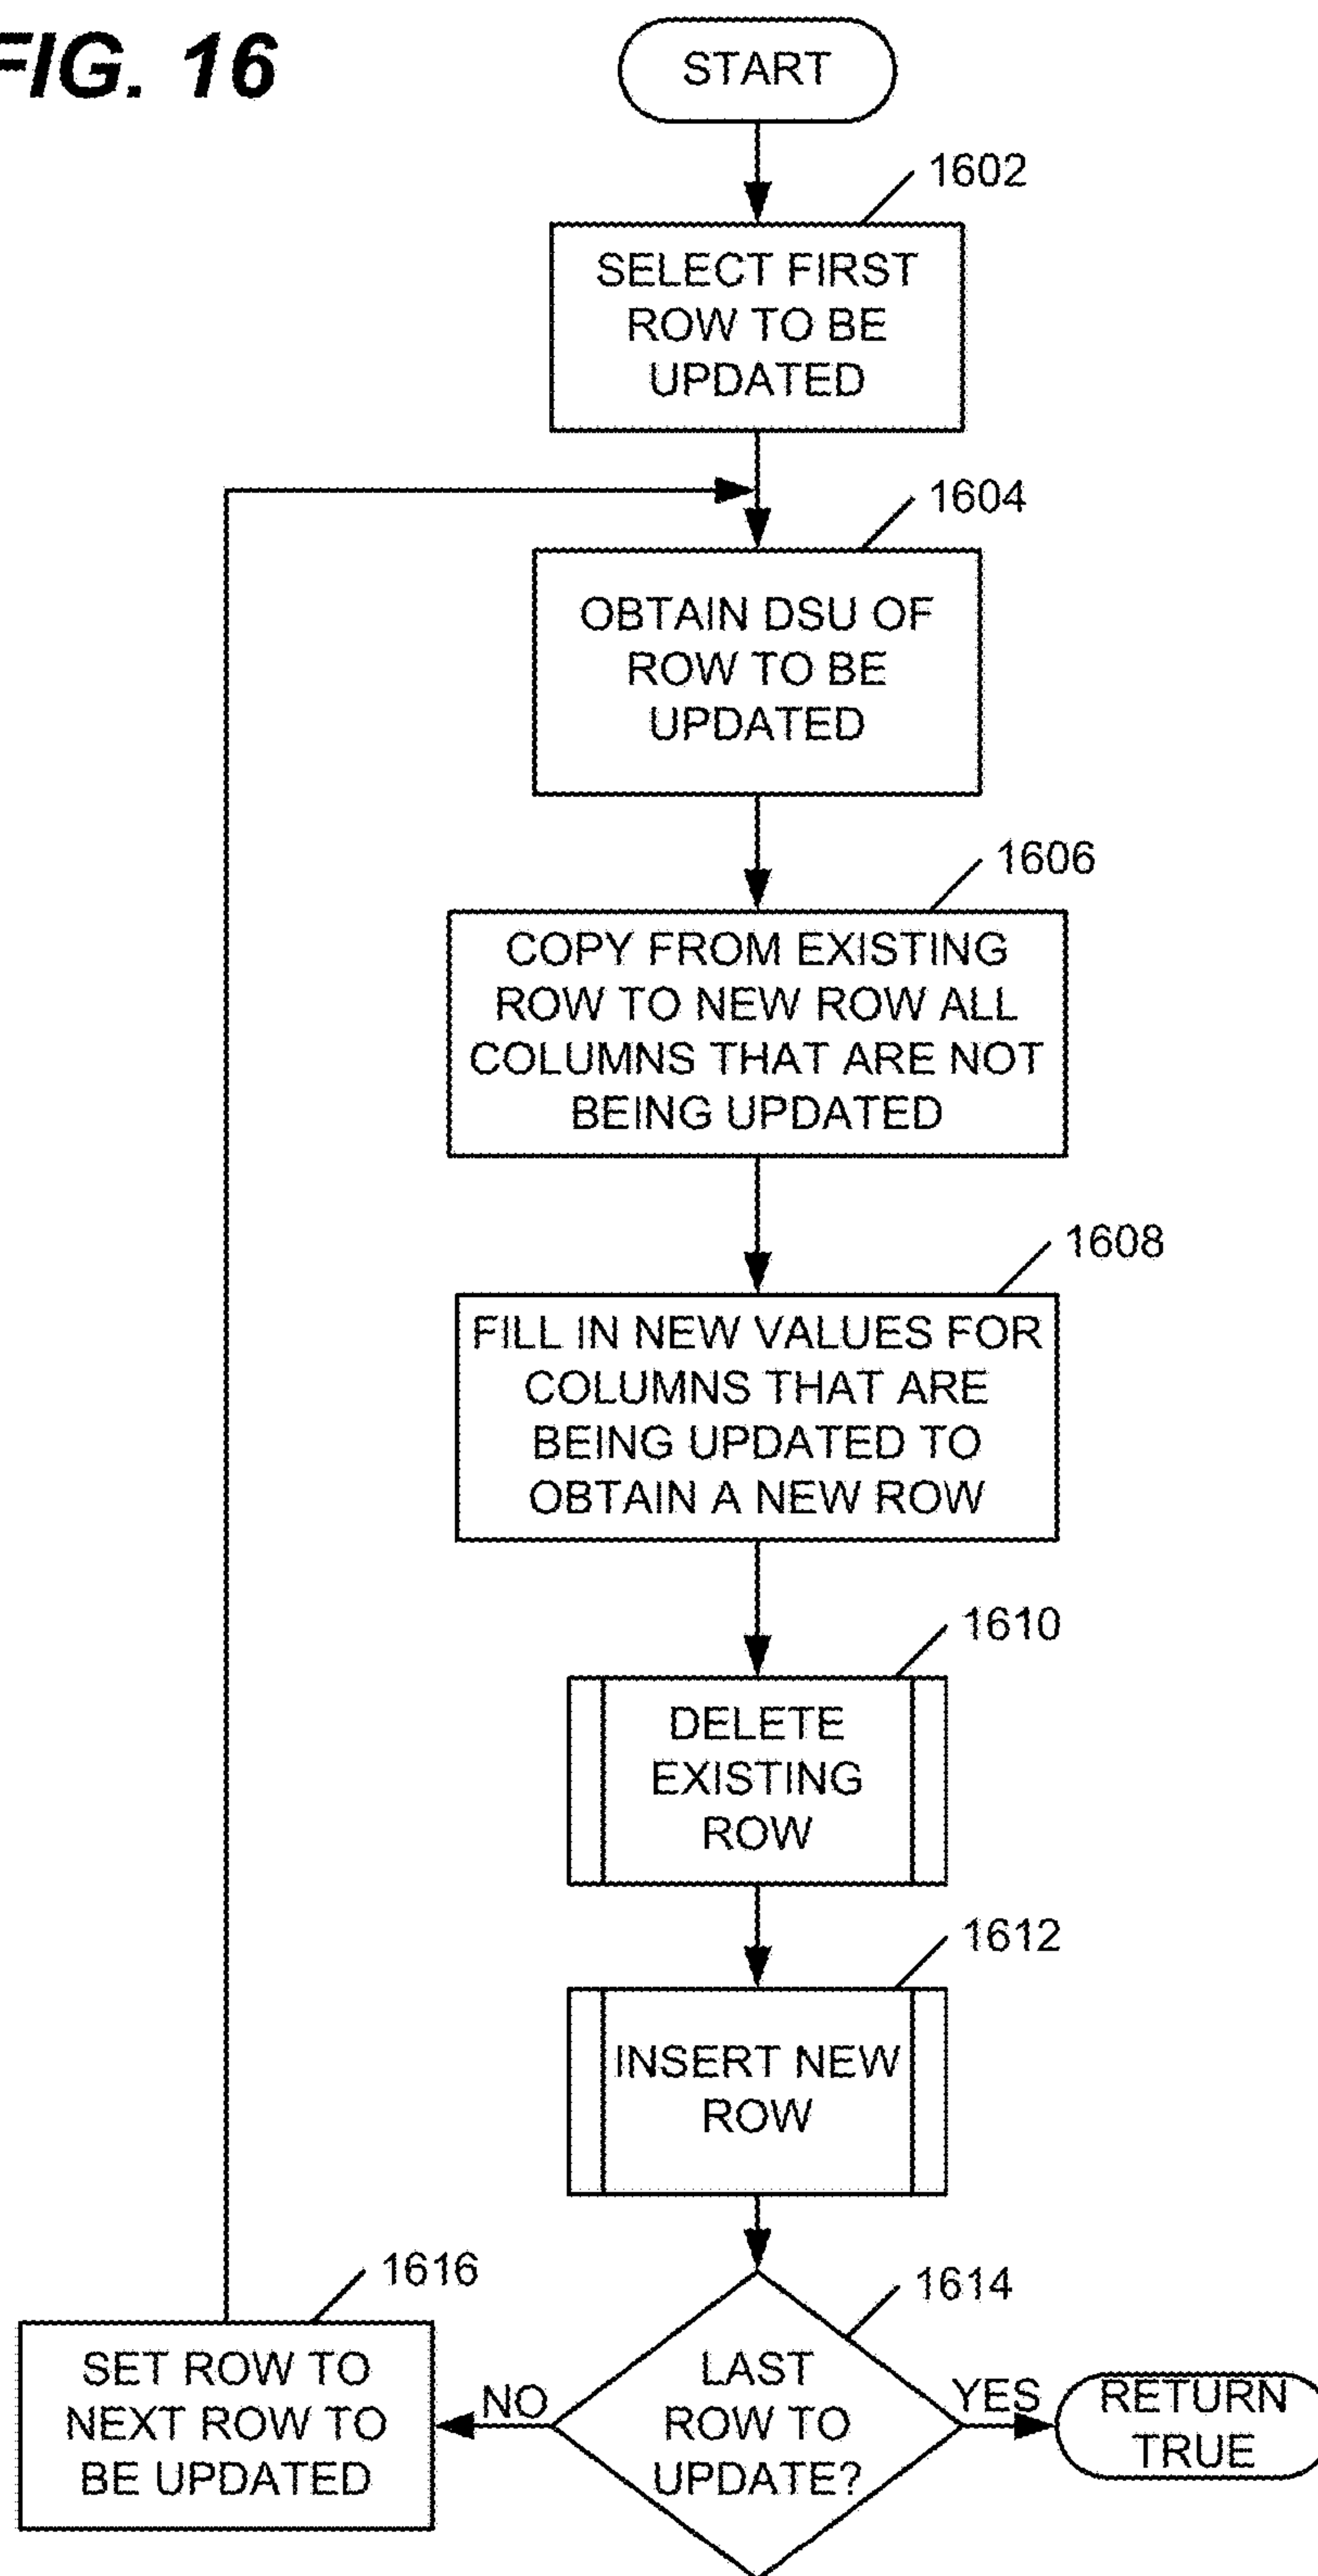 FIG. 16
START
1602
SELECT FIRST
ROW TO BE
UPDATED
1604
OBTAIN DSU OF
ROW TO BE
UPDATED
1606
COPY FROM EXISTING
ROW TO NEW ROW ALL
COLUMNS THAT ARE NOT
BEING UPDATED
1608
FILL IN NEW VALUES FOR
COLUMNS THAT ARE
BEING UPDATED TO
OBTAIN A NEW ROW
1610
DELETE
EXISTING
ROW
1612
INSERT NEW
ROW
1616
SET ROW TO
NEXT ROW TO
BE UPDATED
NO
1614
LAST
ROW TO
UPDATE?
YES
RETURN
TRUE